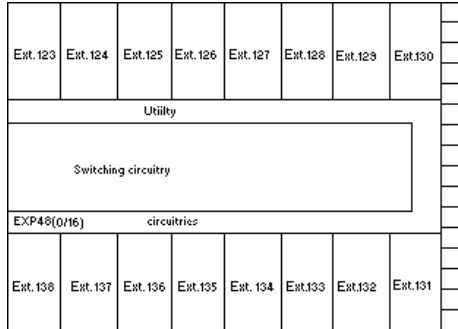 Ext.123 Ext.124 Ext.125 Ext.126 Ext.127 Ext.128 Ext.129 Ext.130
Utiilty
Switching circuitry
EXP48(0/16) circuitries
Ext.138 Ext.137 Ext.136 Ext.135 Ext.134 Ext.133 Ext.132 Ext.131